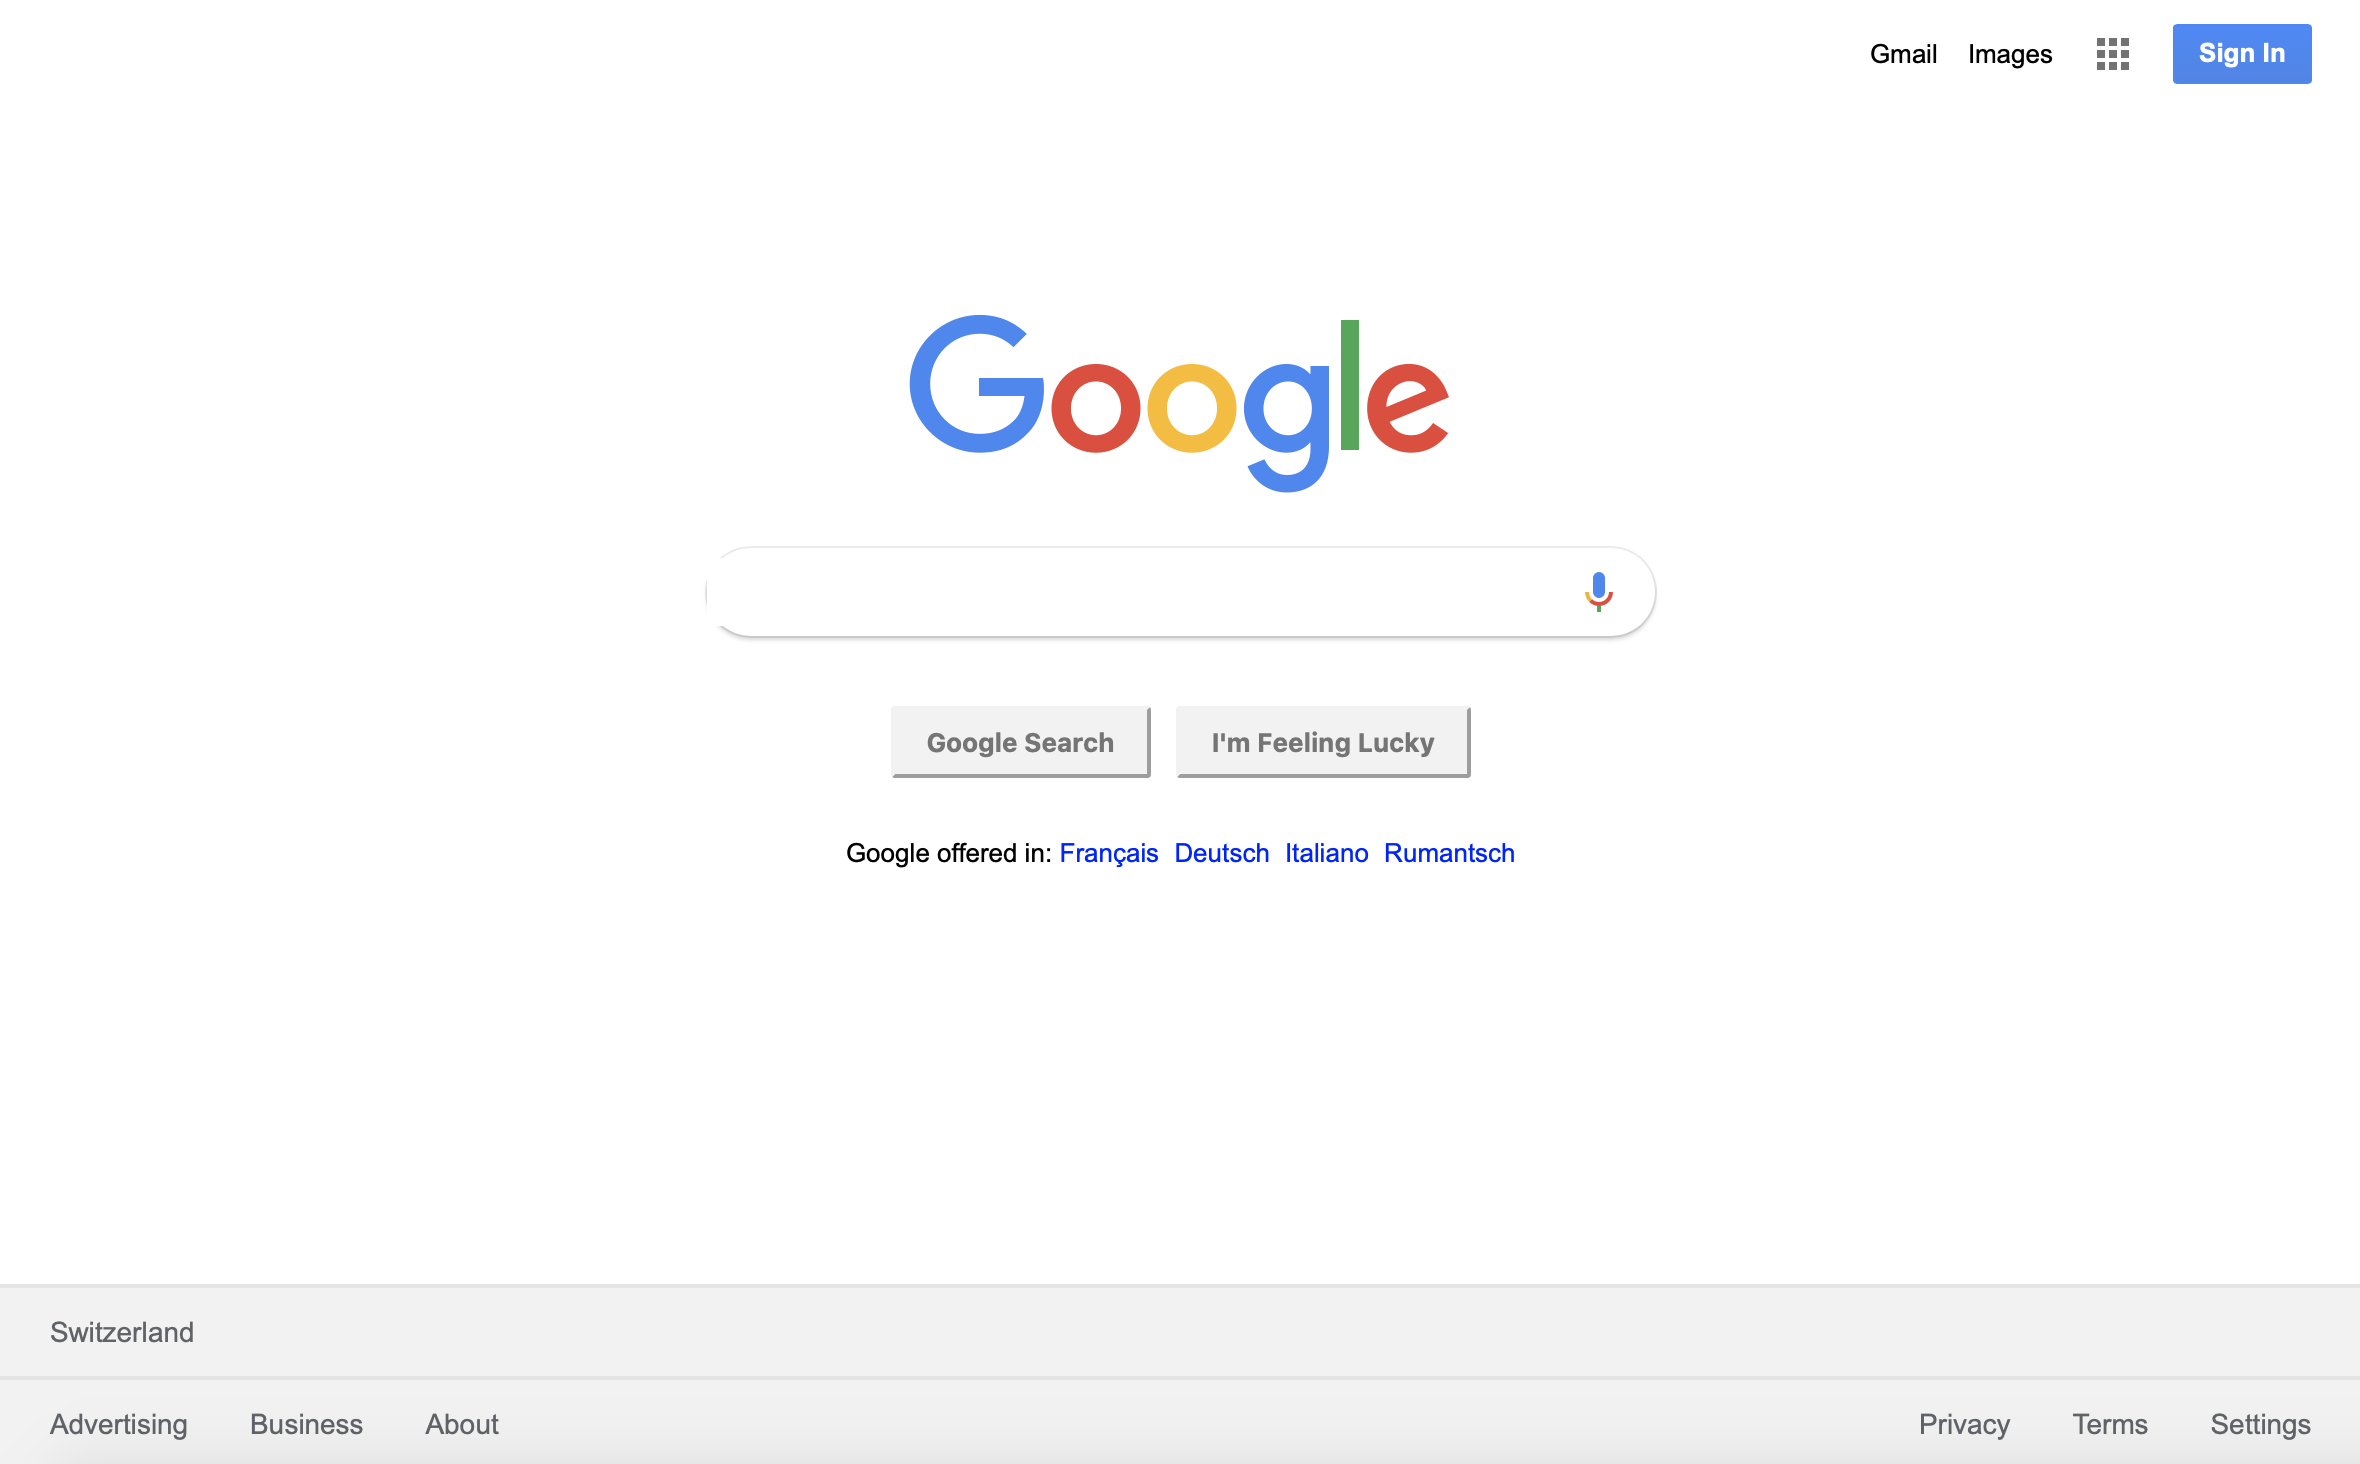 Gmail Images Sign In
Google
Google Search I'm Feeling Lucky
Google offered in: Français Deutsch Italiano Rumantsch
Switzerland
Advertising Business About Privacy Terms Settings